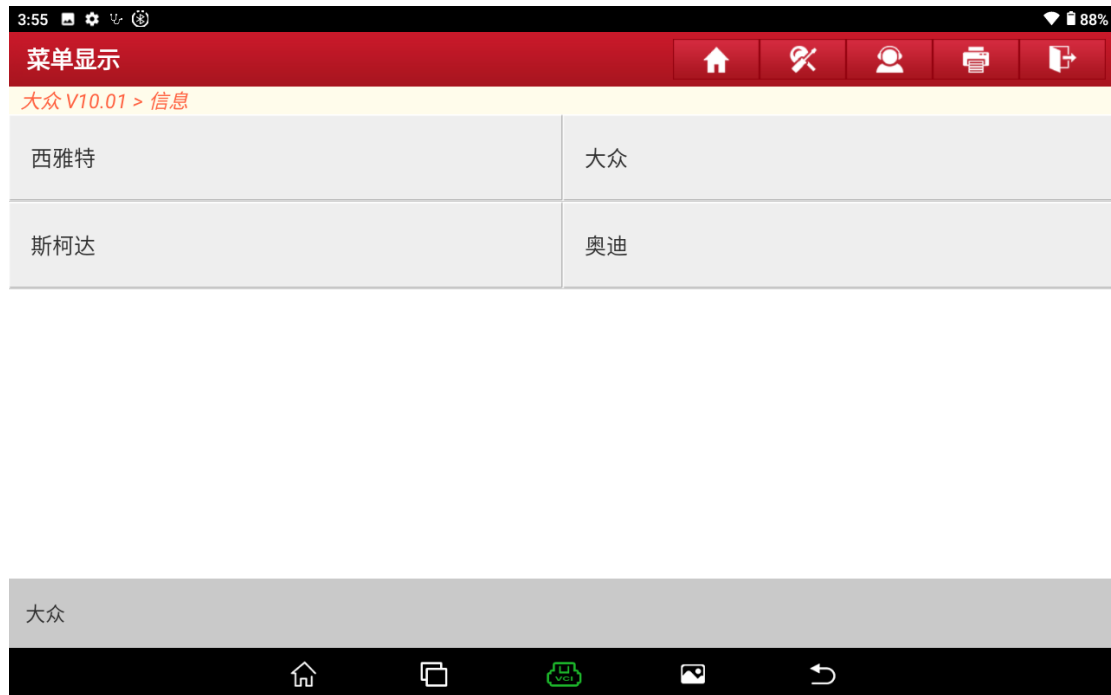 3:55 88%
菜单显示
大众 V10.01 > 信息
西雅特 大众
斯柯达 奥迪
大众
VCI